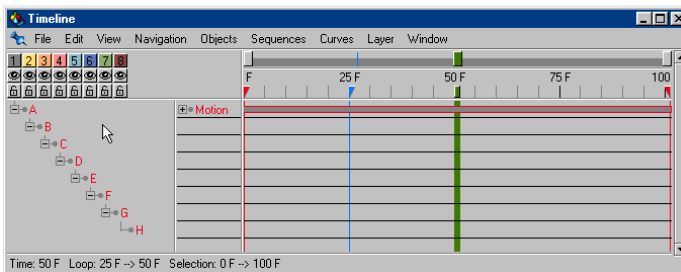 Timeline
File Edit View Navigation Objects Sequences Curves Layer Window
1 2 3 4 5 6 7 8
F 25 F 50 F 75 F 100
A Motion
B
C
D
E
F
G
H
Time: 50 F Loop: 25 F --> 50 F Selection: 0 F --> 100 F